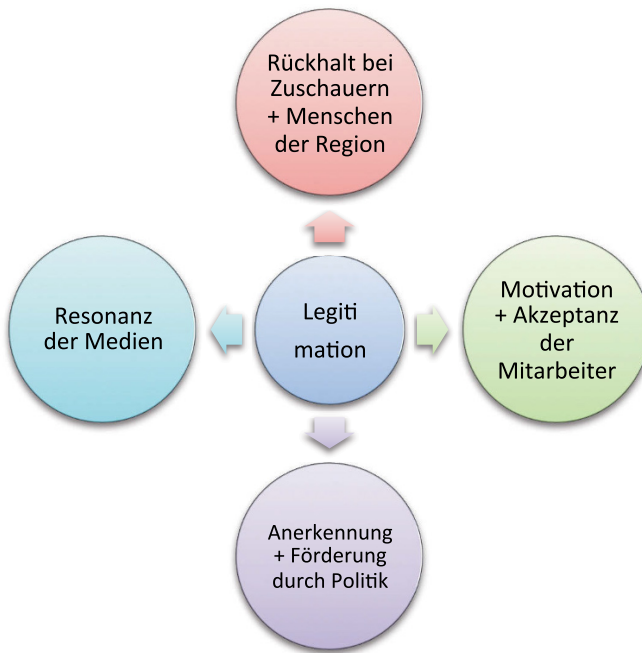 Rückhalt bei
Zuschauern
+ Menschen
der Region
Resonanz
der Medien
Legiti
mation
Motivation
+ Akzeptanz
der
Mitarbeiter
Anerkennung
+ Förderung
durch Politik